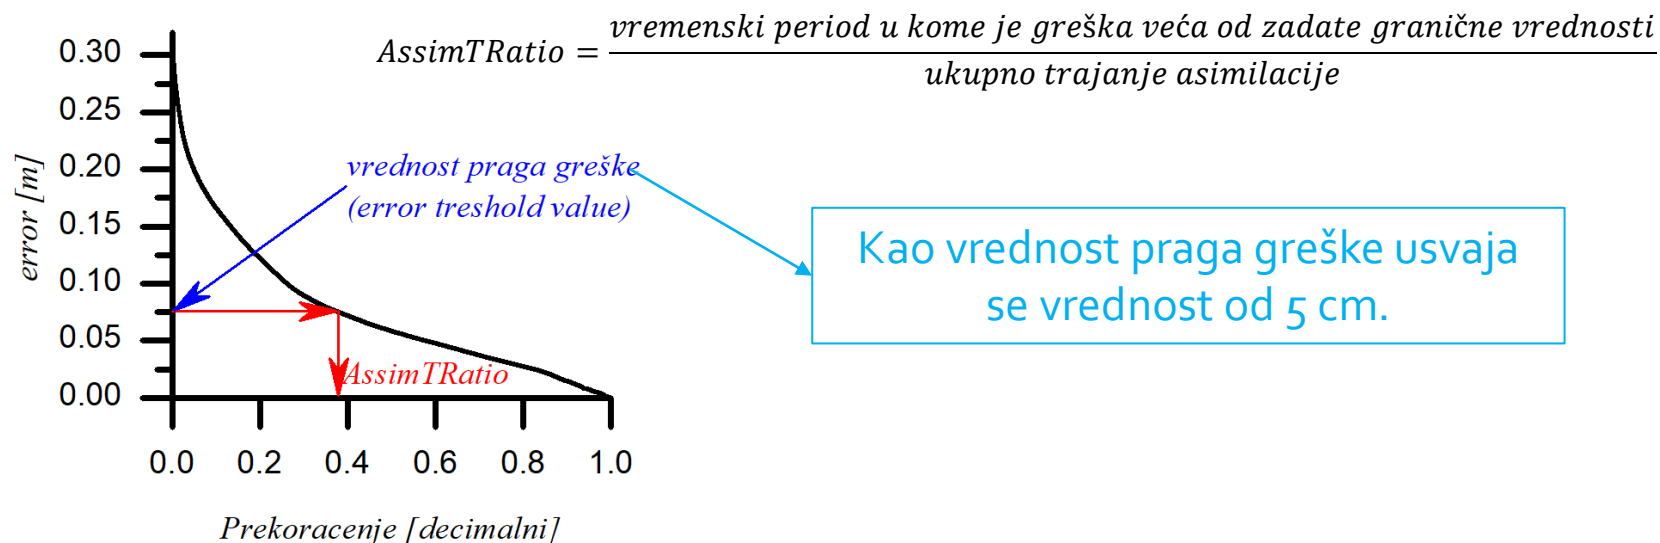 AssimTRatio = vremenski period u kome je greška veća od zadate granične vrednosti
ukupno trajanje asimilacije
error [m]
0.30
0.25
0.20
0.15
0.10
0.05
0.00
vrednost praga greške
(error treshold value)
AssimTRatio
0.0 0.2 0.4 0.6 0.8 1.0
Prekoracenje [decimalni]
Kao vrednost praga greške usvaja
se vrednost od 5 cm.